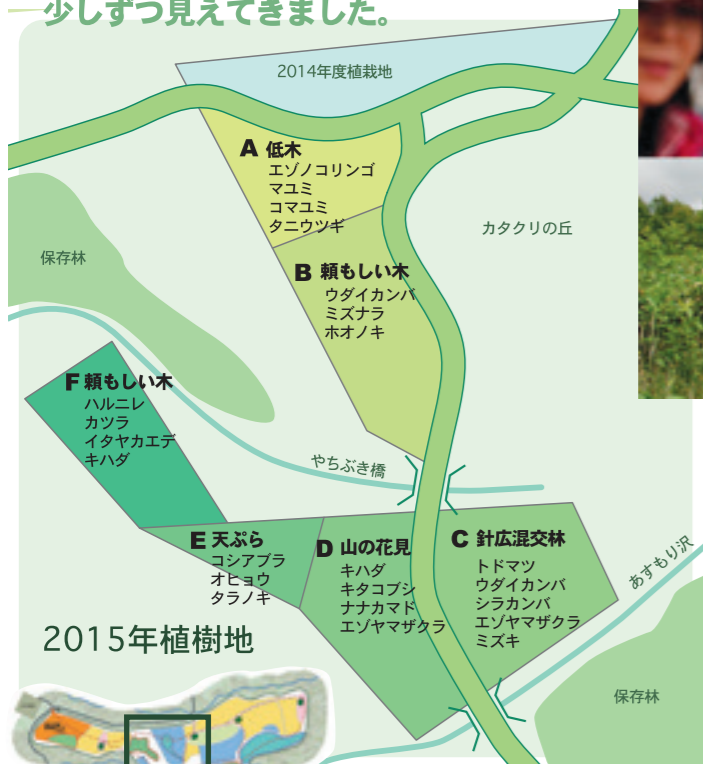 少しずつ見えてきました。
2014年度植栽地
A 低木
エゾノコリンゴ
マユミ
コマユミ
タニウツギ
カタクリの丘
保存林
B 頼もしい木
ウダイカンバ
ミズナラ
ホオノキ
F 頼もしい木
ハルニレ
カツラ
イタヤカエデ
キハダ
やちぶき橋
E 天ぷら
コシアブラ
オヒョウ
タラノキ
D 山の花見
キハダ
キタコブシ
ナナカマド
エゾヤマザクラ
C 針広混交林
トドマツ
ウダイカンバ
シラカンバ
エゾヤマザクラ
ミズキ
あすもり沢
2015年植樹地
保存林